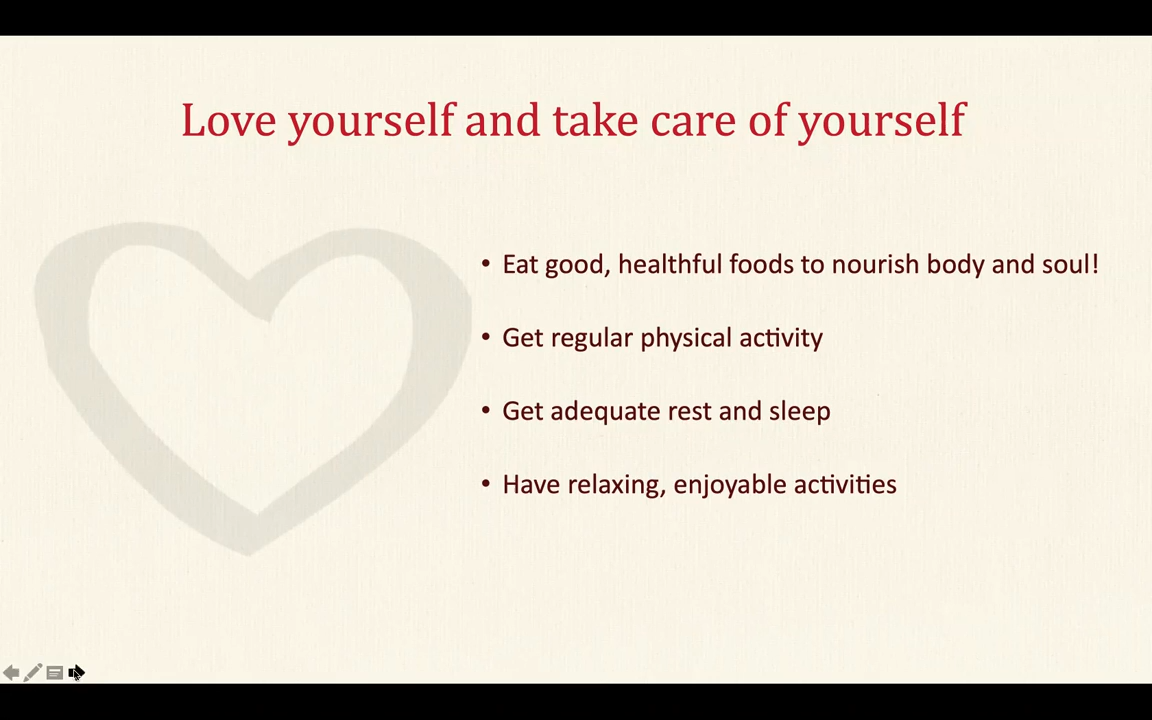 Love yourself and take care of yourself
• Eat good, healthful foods to nourish body and soul!
• Get regular physical activity
• Get adequate rest and sleep
• Have relaxing, enjoyable activities